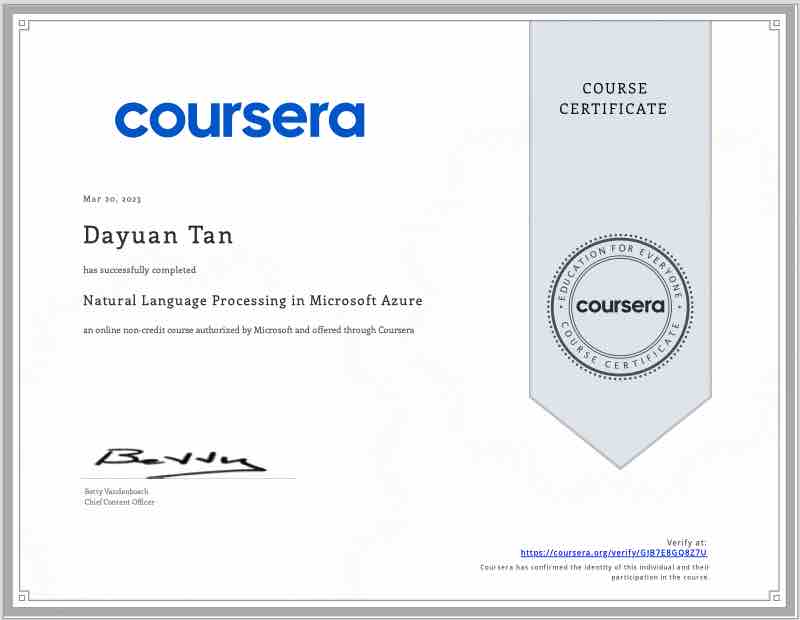 coursera
Mar 20, 2023
Dayuan Tan
has successfully completed
Natural Language Processing in Microsoft Azure
an online non-credit course authorized by Microsoft and offered through Coursera
Betty
Betty Vandenbosch
Chief Content Officer
COURSE
CERTIFICATE
EDUCATION FOR EVERYONE
coursera
COURSE CERTIFICATE
Verify at:
https://coursera.org/verify/GJB7E8GQ8Z7U
Coursera has confirmed the identity of this individual and their
participation in the course.